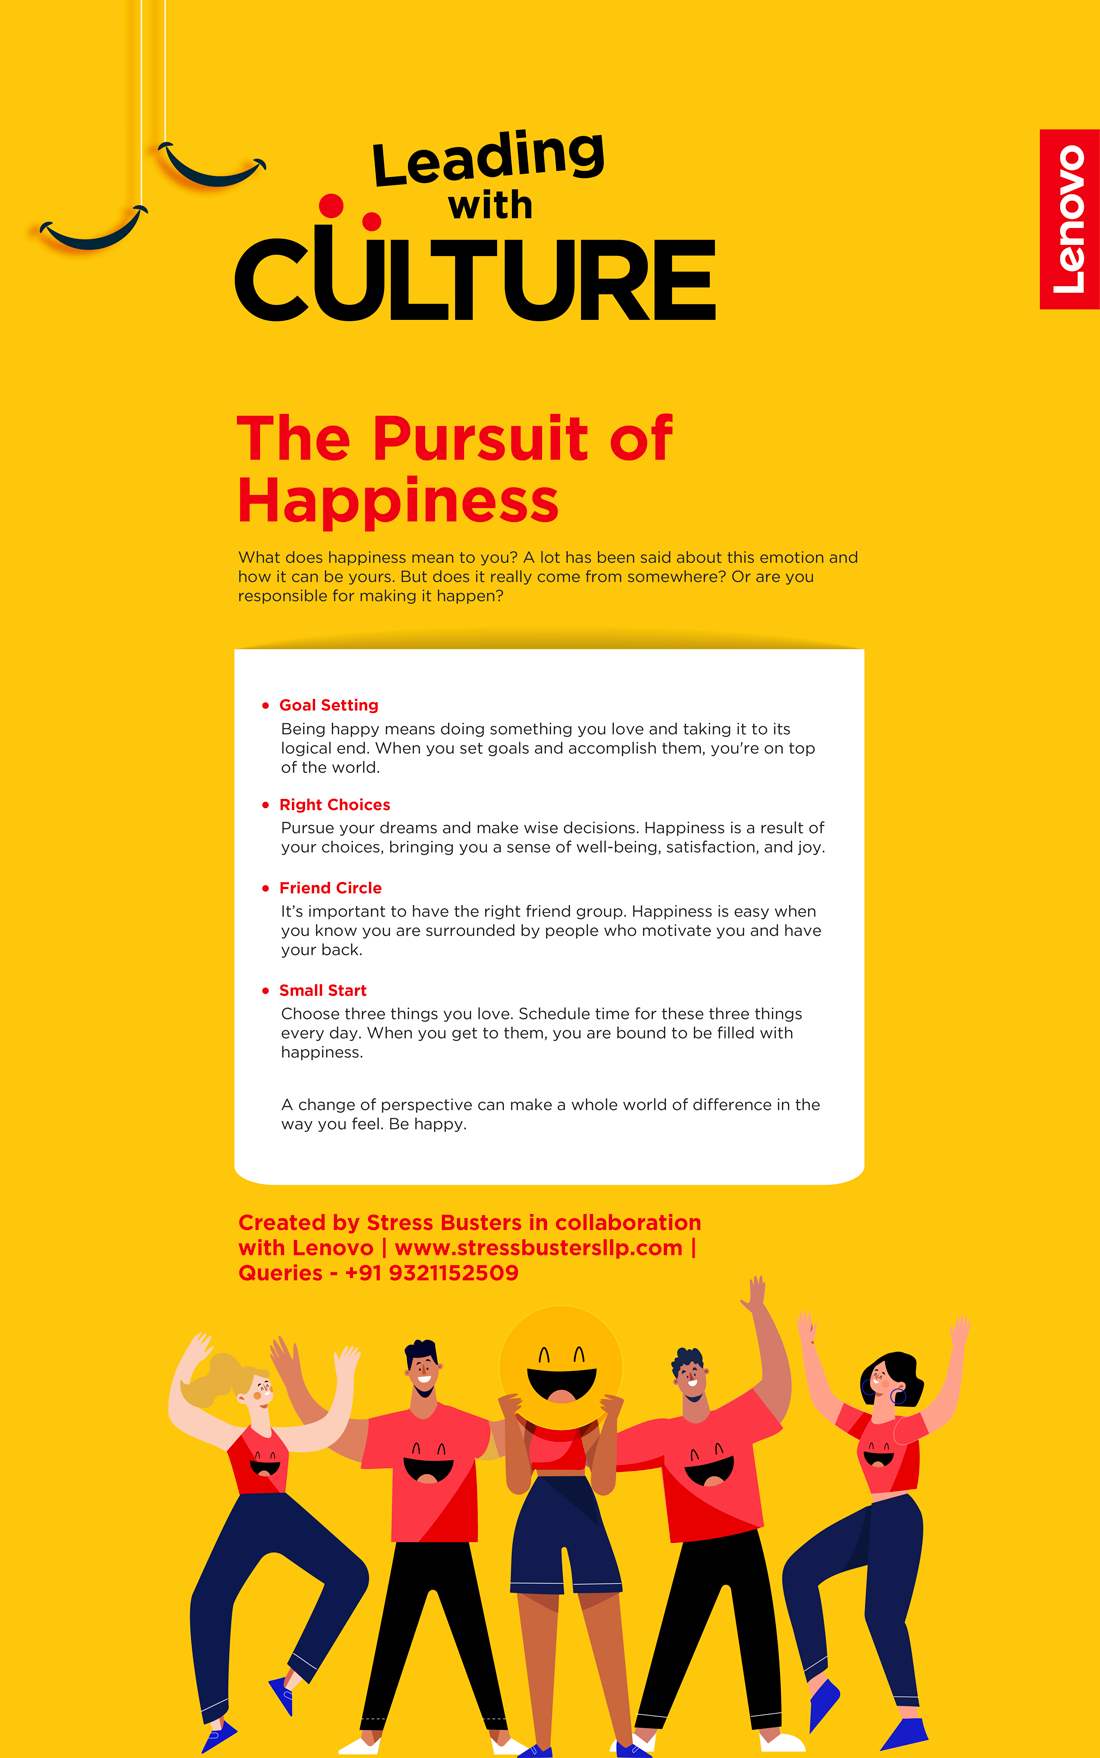 Leading
with
CULTURE
Lenovo
The Pursuit of
Happiness
What does happiness mean to you? A lot has been said about this emotion and
how it can be yours. But does it really come from somewhere? Or are you
responsible for making it happen?
• Goal Setting
Being happy means doing something you love and taking it to its
logical end. When you set goals and accomplish them, you're on top
of the world.
• Right Choices
Pursue your dreams and make wise decisions. Happiness is a result of
your choices, bringing you a sense of well-being, satisfaction, and joy.
• Friend Circle
It’s important to have the right friend group. Happiness is easy when
you know you are surrounded by people who motivate you and have
your back.
• Small Start
Choose three things you love. Schedule time for these three things
every day. When you get to them, you are bound to be filled with
happiness.
A change of perspective can make a whole world of difference in the
way you feel. Be happy.
Created by Stress Busters in collaboration
with Lenovo | www.stressbustersllp.com |
Queries - +91 9321152509